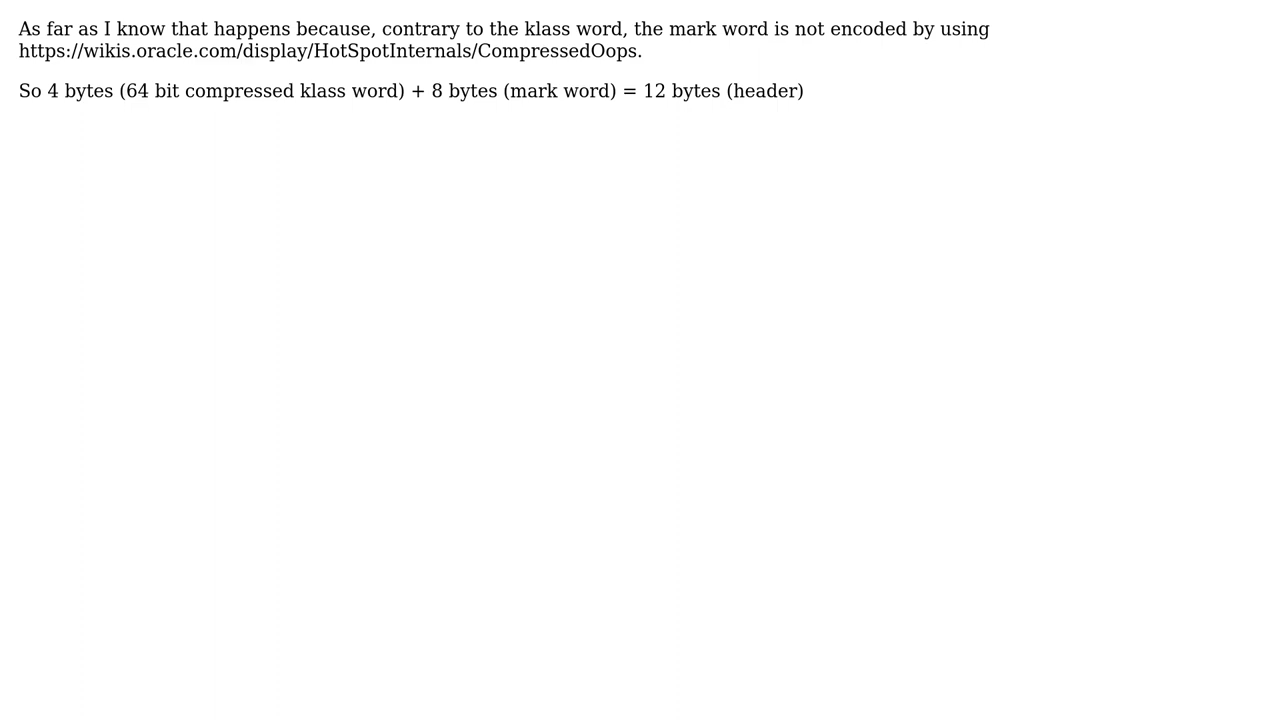 As far as I know that happens because, contrary to the klass word, the mark word is not encoded by using
https://wikis.oracle.com/display/HotSpotInternals/CompressedOops.
So 4 bytes (64 bit compressed klass word) + 8 bytes (mark word) = 12 bytes (header)